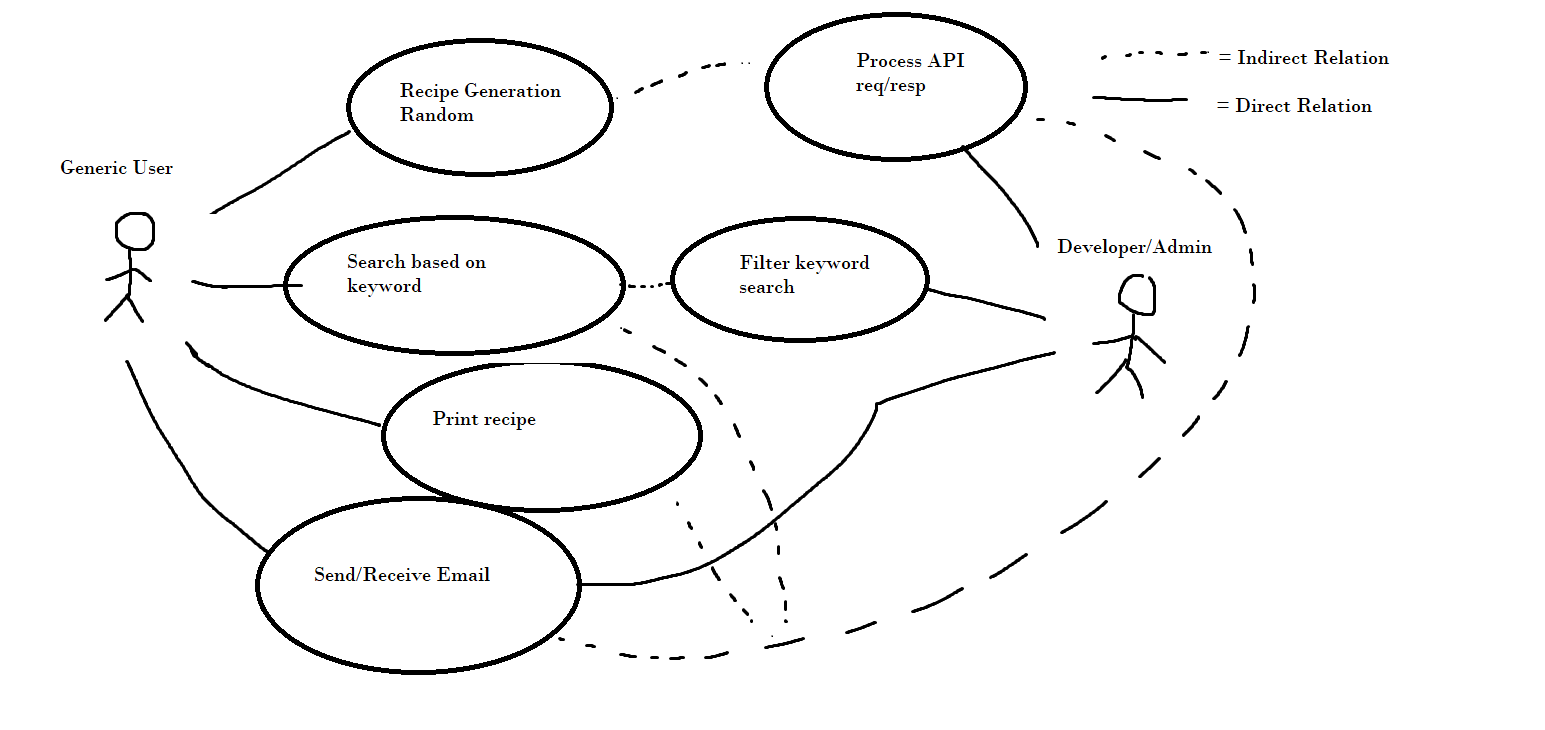 Recipe Generation
Random
Process API
req/resp
= Indirect Relation
= Direct Relation
Generic User
Search based on
keyword
Filter keyword
search
Developer/Admin
Print recipe
Send/Receive Email